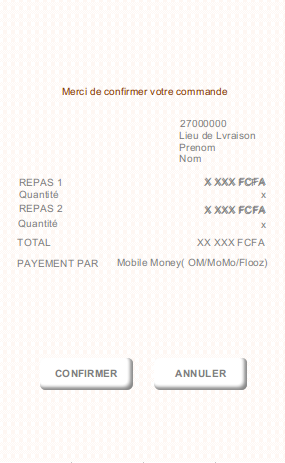 Merci de confirmer votre commande
27000000
Lieu de Lvraison
Prenom
Nom
REPAS 1 X XXX FCFA
Quantité x
REPAS 2 X XXX FCFA
Quantité x
TOTAL XX XXX FCFA
PAYEMENT PAR Mobile Money( OM/MoMo/Flooz)
CONFIRMER ANNULER